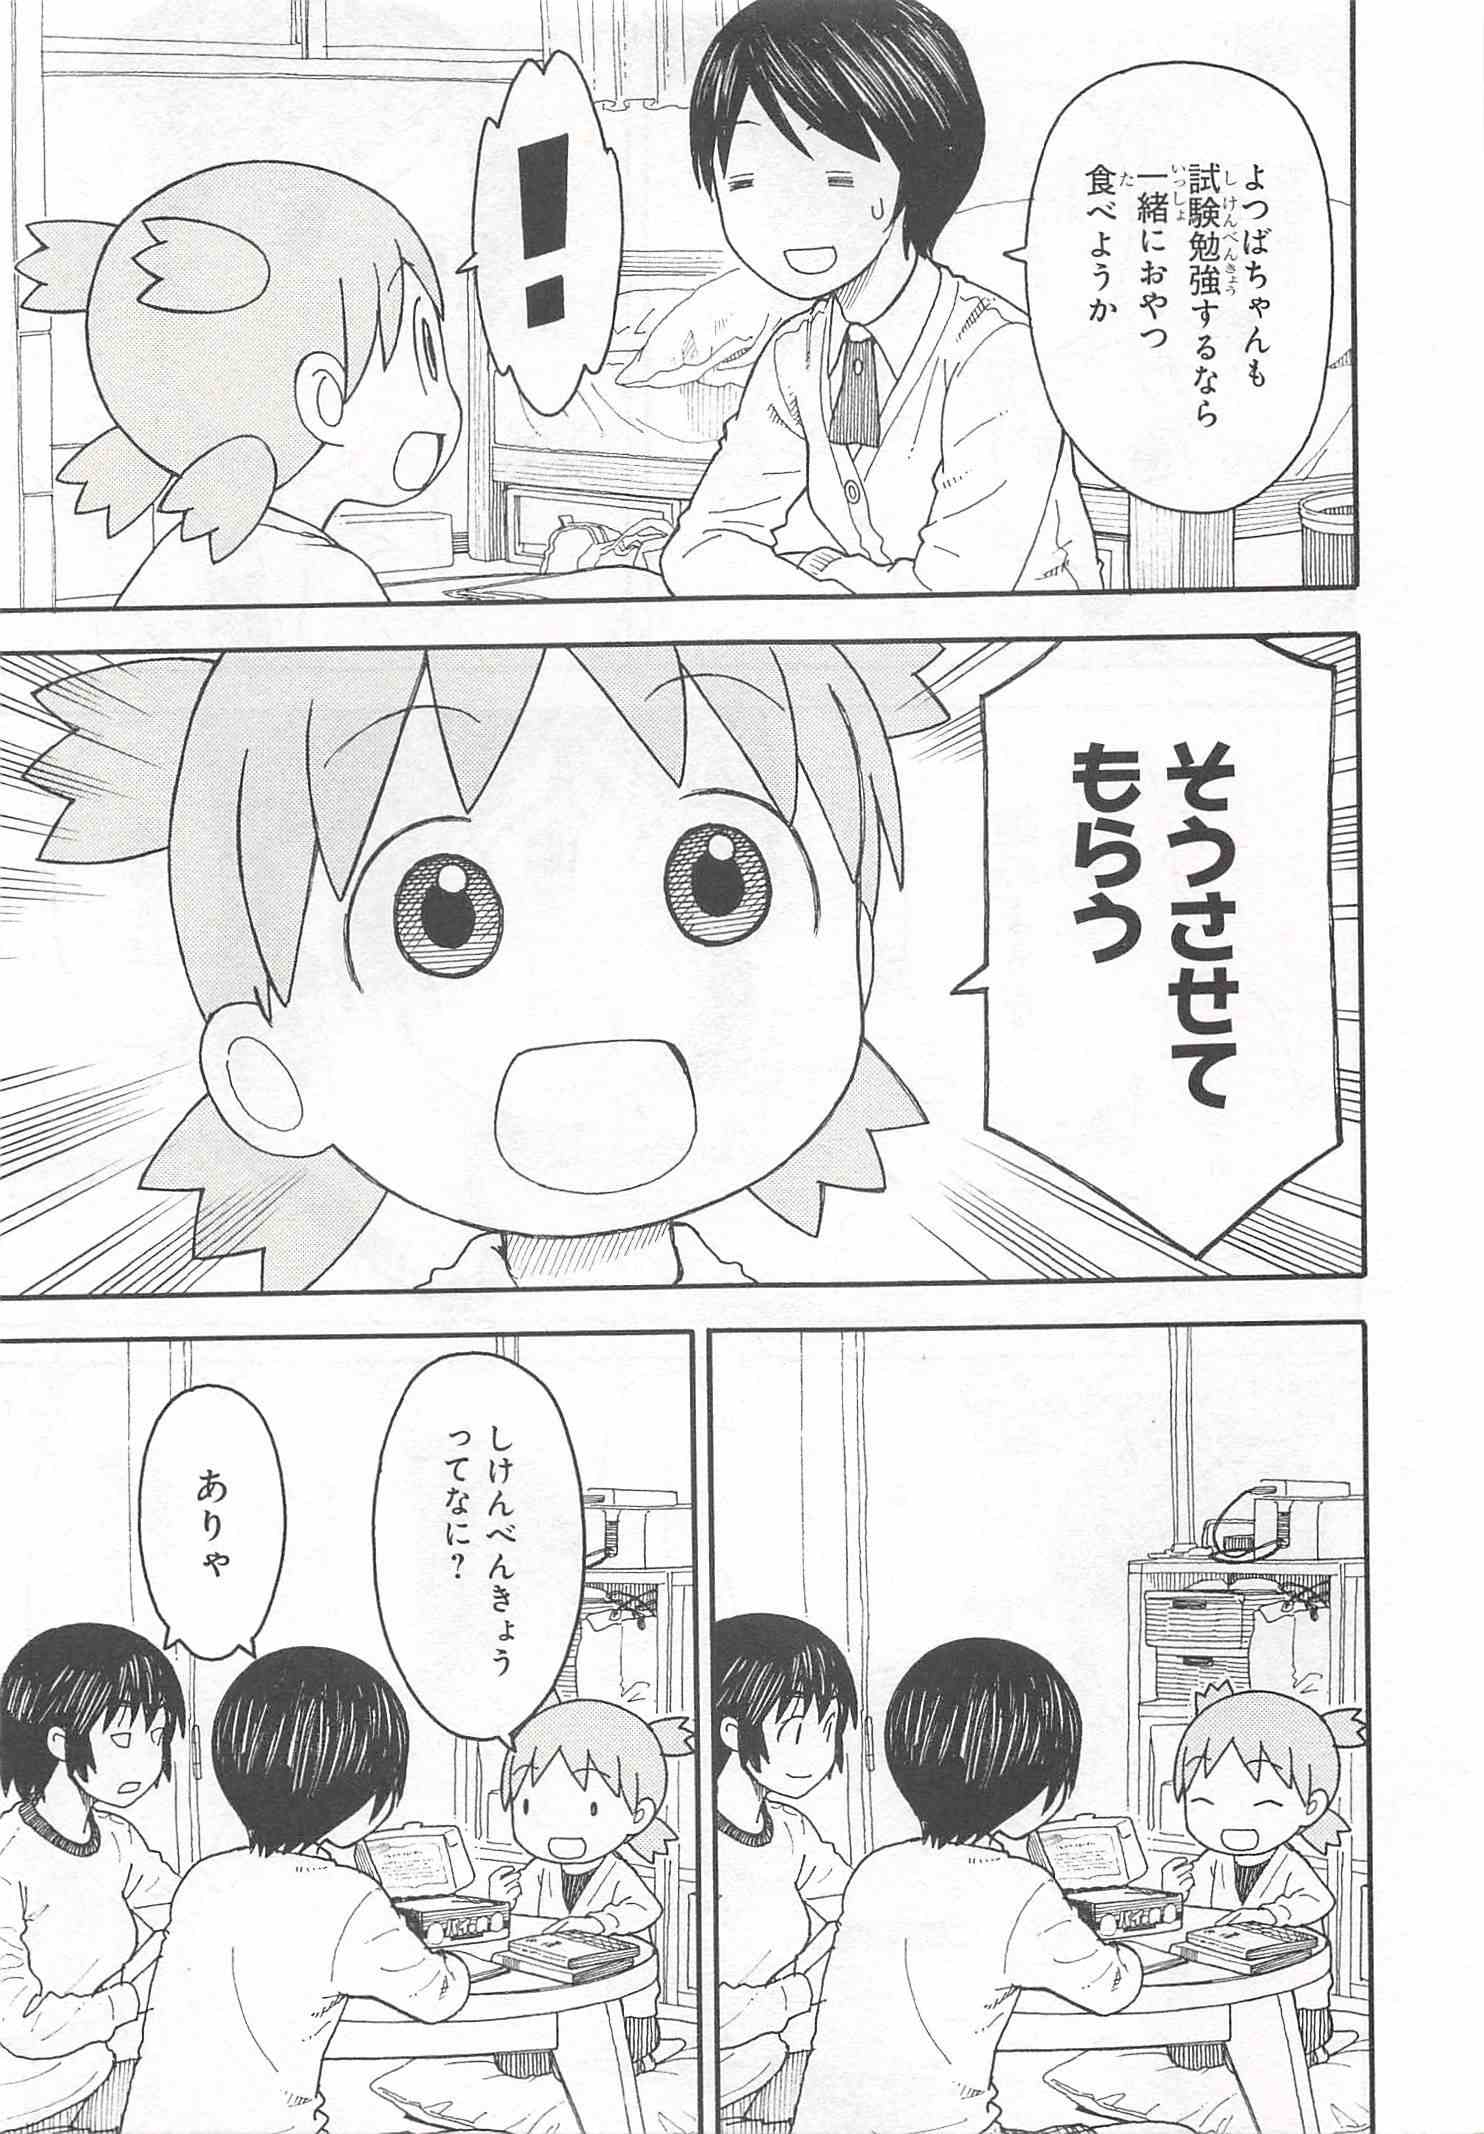 よつばちゃんも
試験勉強するなら
一緒におやつ
食べようか
!
そうさせて
もらう
しけんべんきょう
ってなに?
ありゃ